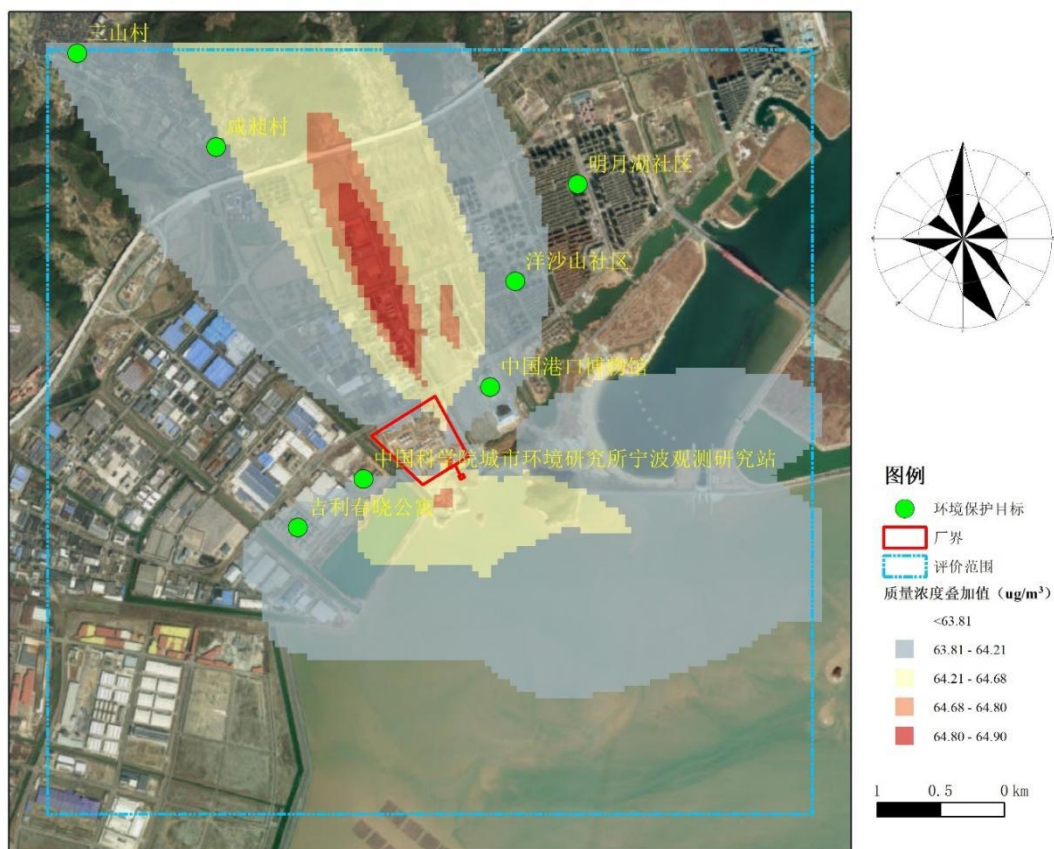 三山村
咸昶村
明月湖社区
洋沙山社区
中国港口博物馆
中国科学院城市环境研究所宁波观测研究站
吉利春晓公寓
图例
环境保护目标
厂界
评价范围
质量浓度叠加值（ug/m³）
<63.81
63.81 - 64.21
64.21 - 64.68
64.68 - 64.80
64.80 - 64.90
1 0.5 0 km